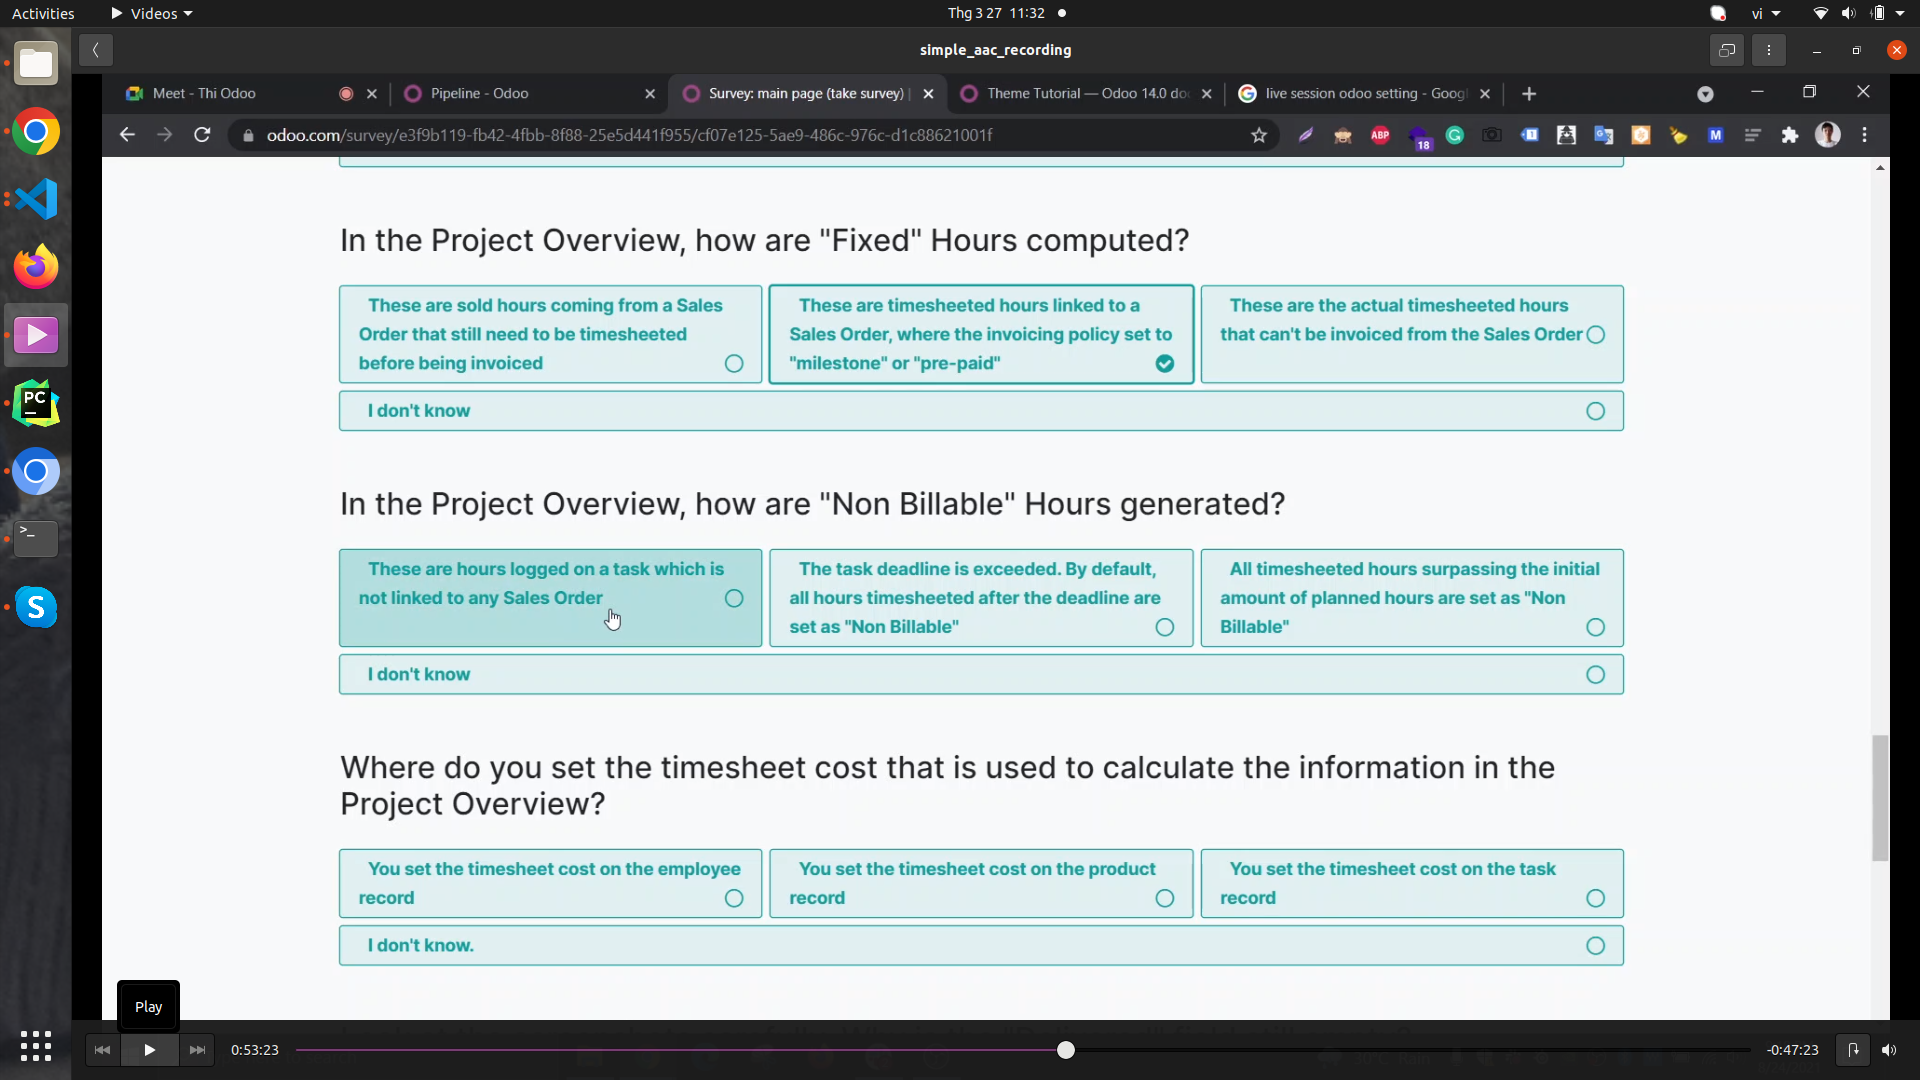 Activities
Videos
Thg 3 27 11:32
vi
simple_aac_recording
Meet - Thi Odoo
Pipeline - Odoo
Survey: main page (take survey) |
Theme Tutorial — Odoo 14.0 do
live session odoo setting - Goog
odoo.com/survey/e3f9b119-fb42-4fbb-8f88-25e5d441f955/cf07e125-5ae9-486c-976c-d1c88621001f
ABP
18
M
In the Project Overview, how are "Fixed" Hours computed?
These are sold hours coming from a Sales
Order that still need to be timesheeted
before being invoiced
These are timesheeted hours linked to a
Sales Order, where the invoicing policy set to
"milestone" or "pre-paid"
These are the actual timesheeted hours
that can't be invoiced from the Sales Order
I don't know
In the Project Overview, how are "Non Billable" Hours generated?
These are hours logged on a task which is
not linked to any Sales Order
The task deadline is exceeded. By default,
all hours timesheeted after the deadline are
set as "Non Billable"
All timesheeted hours surpassing the initial
amount of planned hours are set as "Non
Billable"
I don't know
Where do you set the timesheet cost that is used to calculate the information in the
Project Overview?
You set the timesheet cost on the employee
record
You set the timesheet cost on the product
record
You set the timesheet cost on the task
record
I don't know.
Play
0:53:23
-0:47:23
PC
S